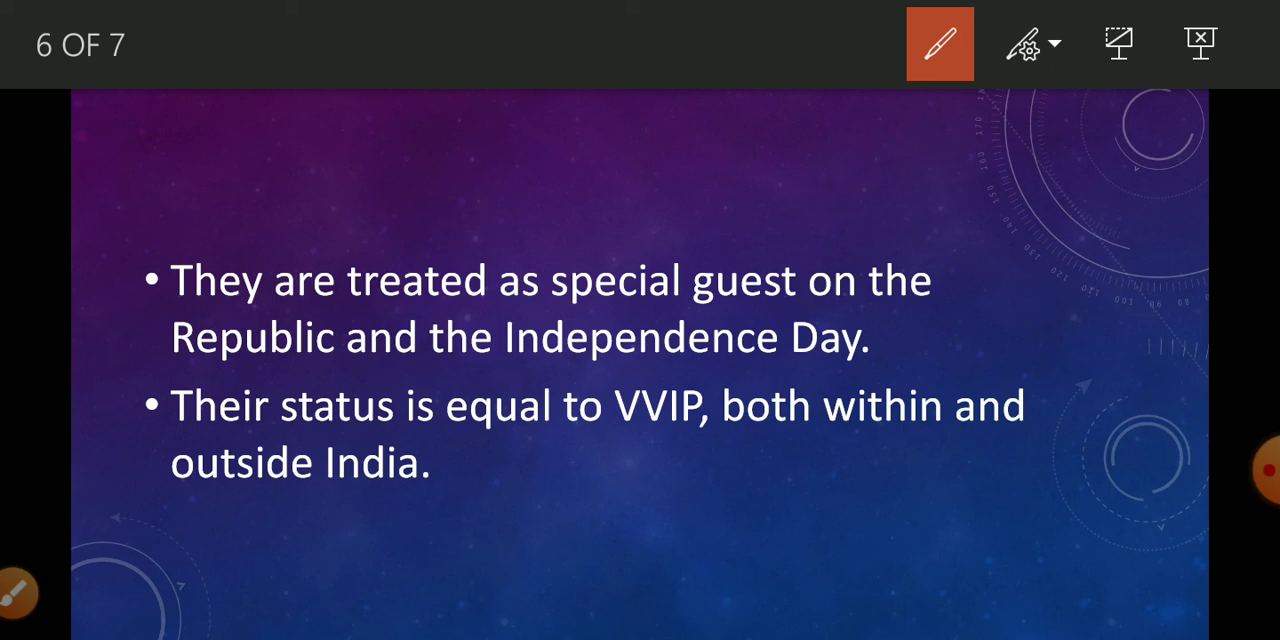 6 OF 7
• They are treated as special guest on the
Republic and the Independence Day.
• Their status is equal to VVIP, both within and
outside India.